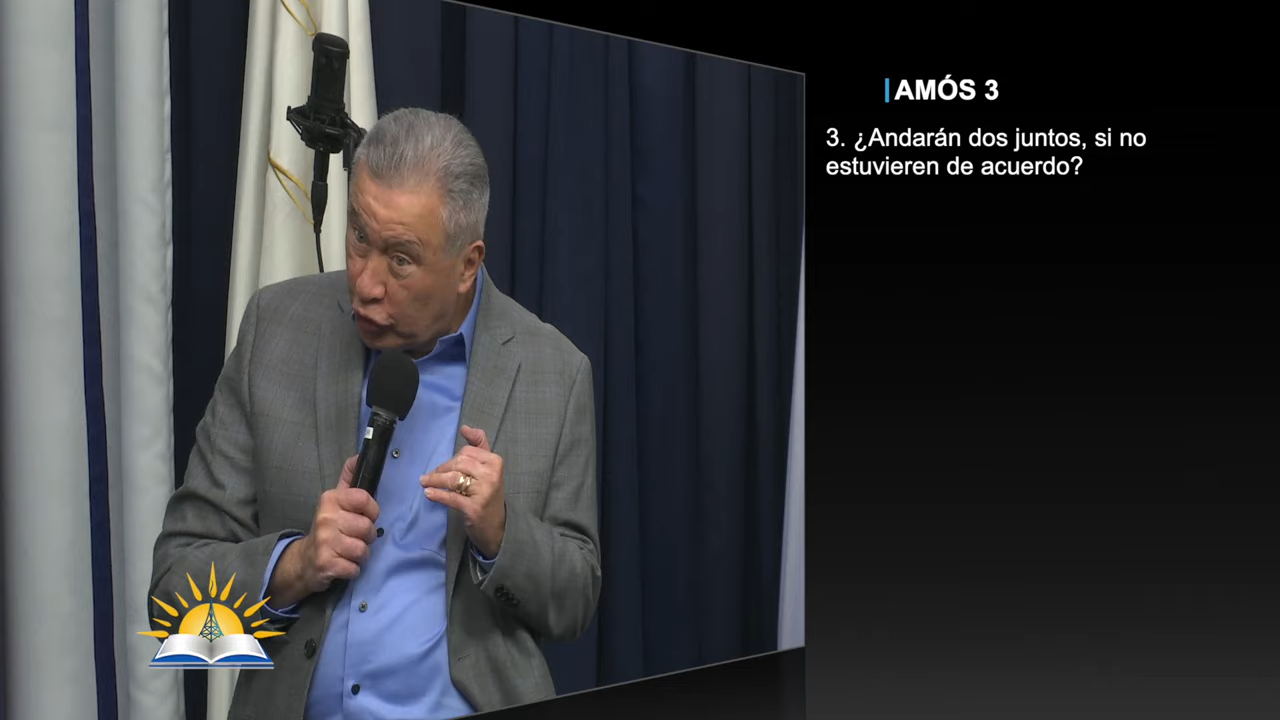 AMÓS 3
3. ¿Andarán dos juntos, si no
estuvieren de acuerdo?